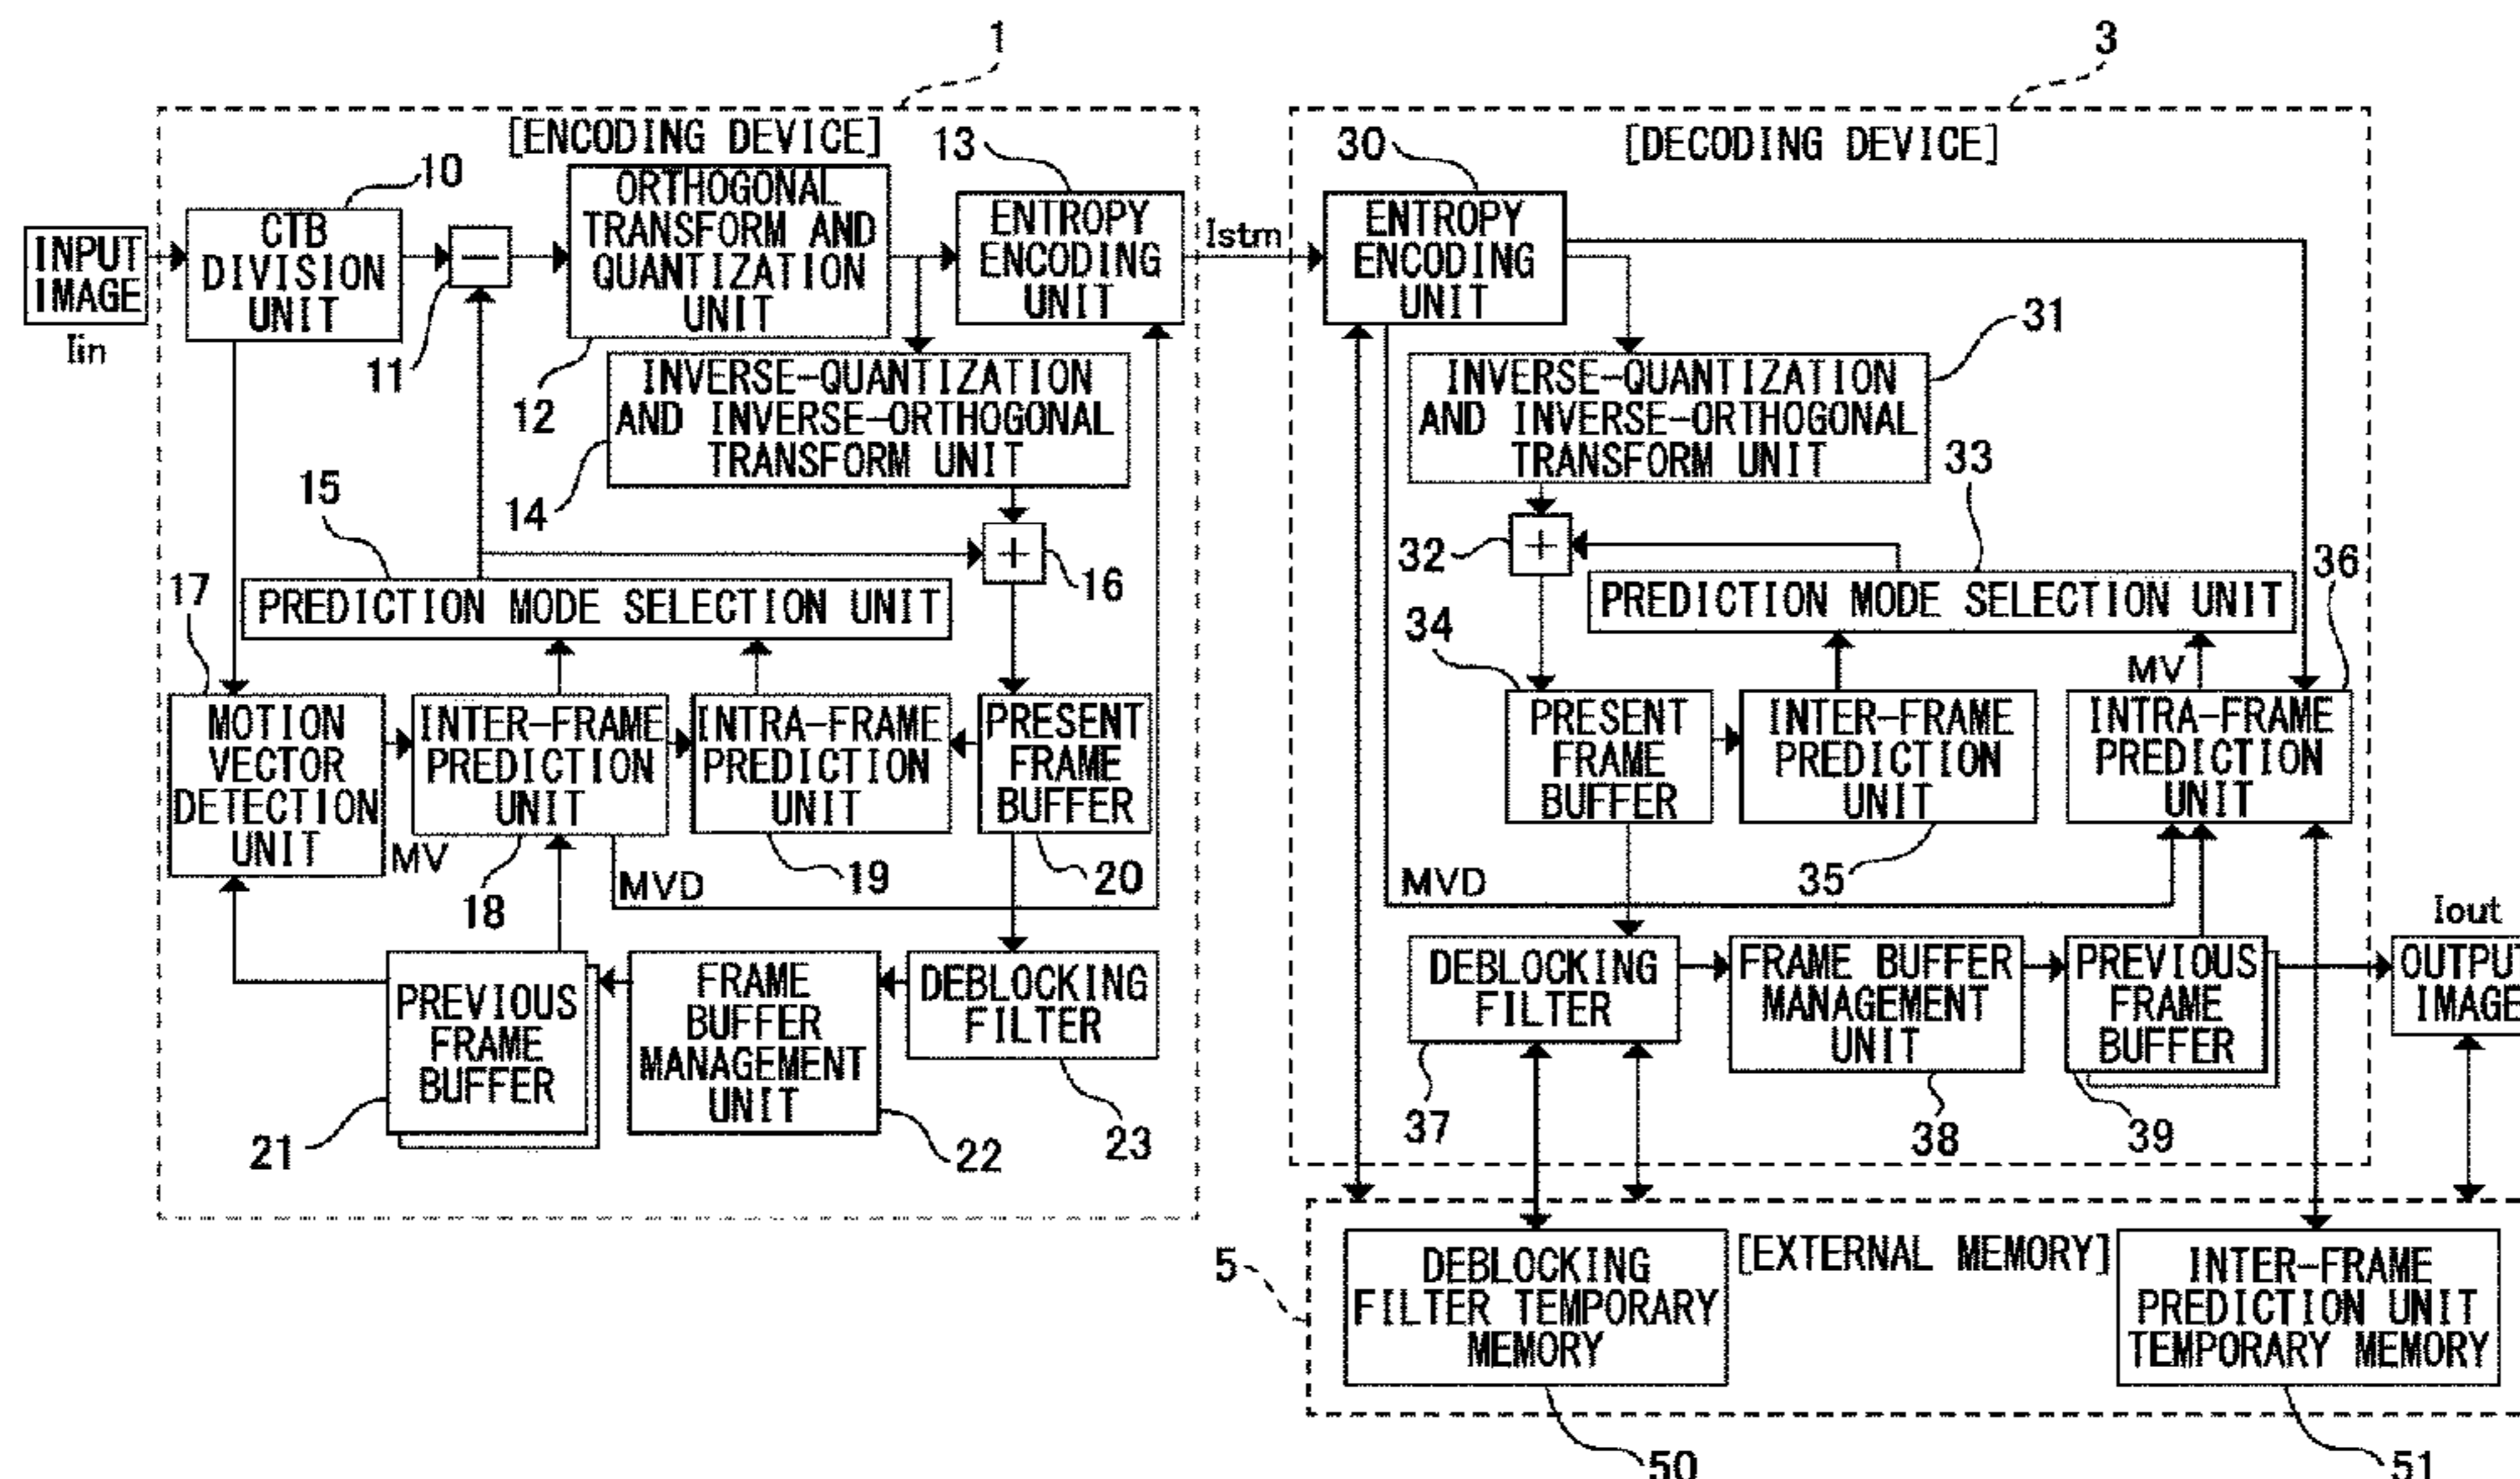 1
3
[ENCODING DEVICE]
[DECODING DEVICE]
10
13
30
INPUT
IMAGE
Iin
CTB
DIVISION
UNIT
11
ORTHOGONAL
TRANSFORM AND
QUANTIZATION
UNIT
12
ENTROPY
ENCODING
UNIT
Istm
ENTROPY
ENCODING
UNIT
INVERSE-QUANTIZATION
AND INVERSE-ORTHOGONAL
TRANSFORM UNIT
14
31
INVERSE-QUANTIZATION
AND INVERSE-ORTHOGONAL
TRANSFORM UNIT
33
15
+
16
32
+
17
PREDICTION MODE SELECTION UNIT
PREDICTION MODE SELECTION UNIT
36
34
MV
MOTION
VECTOR
DETECTION
UNIT
MV
INTER-FRAME
PREDICTION
UNIT
18
MVD
INTRA-FRAME
PREDICTION
UNIT
19
PRESENT
FRAME
BUFFER
20
PRESENT
FRAME
BUFFER
INTER-FRAME
PREDICTION
UNIT
35
INTRA-FRAME
PREDICTION
UNIT
MVD
PREVIOUS
FRAME
BUFFER
21
FRAME
BUFFER
MANAGEMENT
UNIT
22
DEBLOCKING
FILTER
23
DEBLOCKING
FILTER
37
FRAME BUFFER
MANAGEMENT
UNIT
38
PREVIOUS
FRAME
BUFFER
39
Iout
OUTPUT
IMAGE
5
DEBLOCKING
FILTER TEMPORARY
MEMORY
50
[EXTERNAL MEMORY]
INTER-FRAME
PREDICTION UNIT
TEMPORARY MEMORY
51